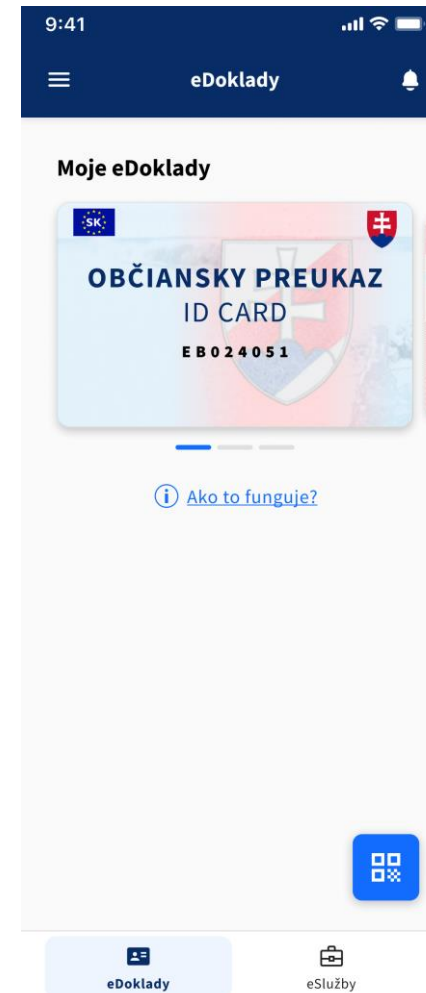 9:41
eDoklady
Moje eDoklady
SK
OBČIANSKY PREUKAZ
ID CARD
EB024051
Ako to funguje?
eDoklady
eSlužby